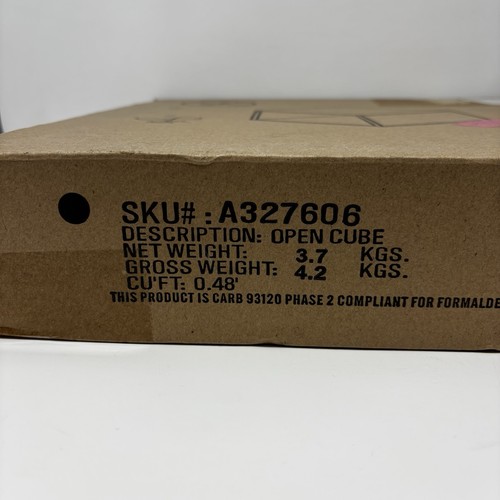 SKU# : A327606
DESCRIPTION: OPEN CUBE
NET WEIGHT: 3.7 KGS.
GROSS WEIGHT: 4.2 KGS.
CU'FT: 0.48'
THIS PRODUCT IS CARB 93120 PHASE 2 COMPLIANT FOR FORMALDE